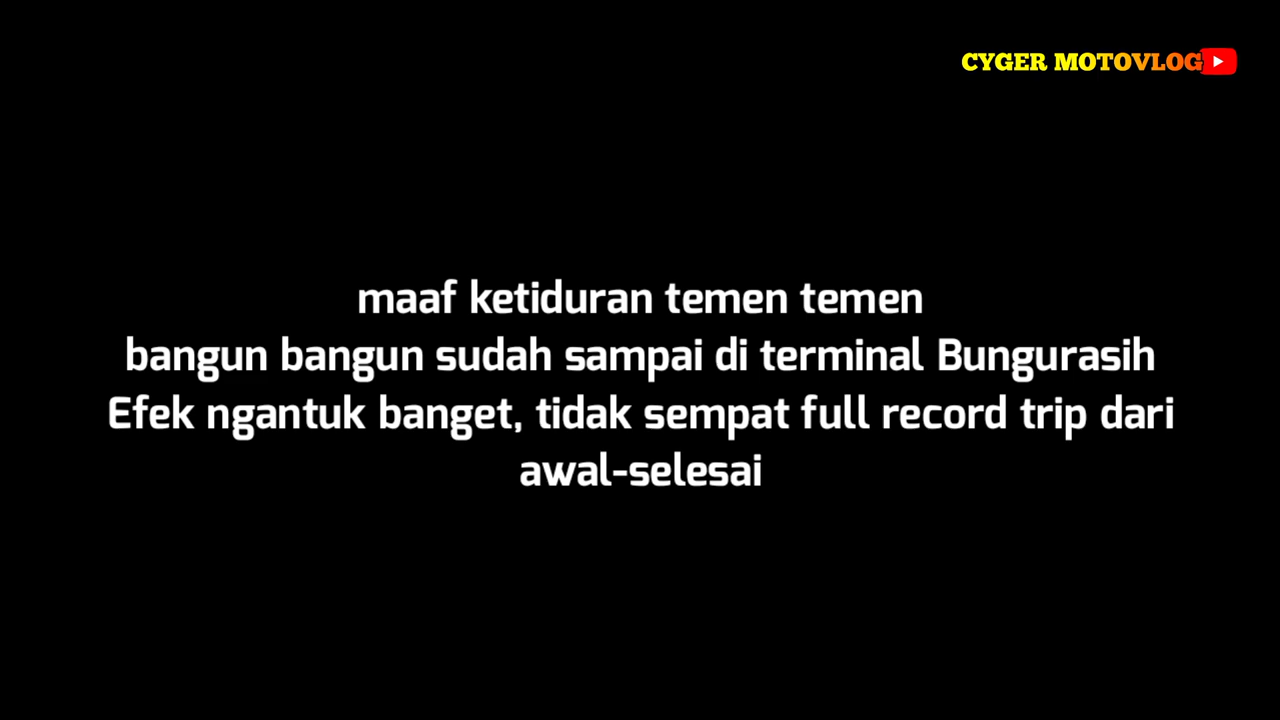 CYGER MOTOVLOG
maaf ketiduran temen temen
bangun bangun sudah sampai di terminal Bungurasih
Efek ngantuk banget, tidak sempat full record trip dari
awal-selesai